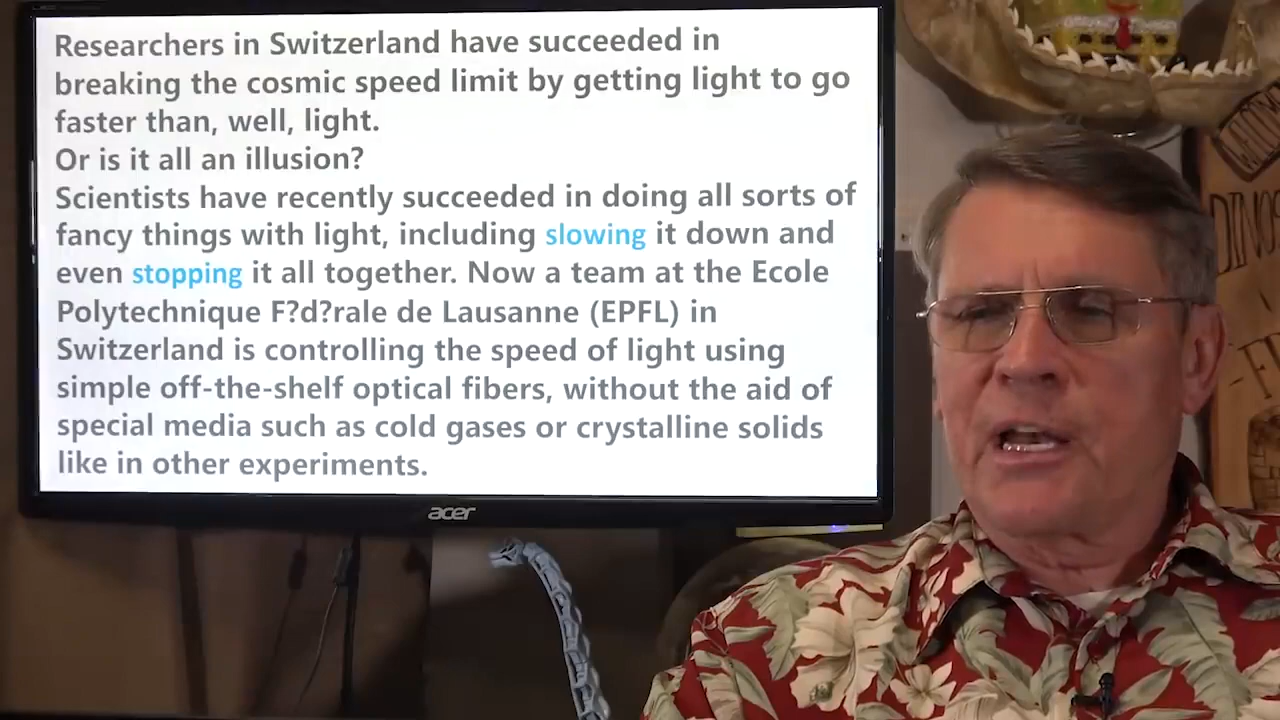 Researchers in Switzerland have succeeded in
breaking the cosmic speed limit by getting light to go
faster than, well, light.
Or is it all an illusion?
Scientists have recently succeeded in doing all sorts of
fancy things with light, including slowing it down and
even stopping it all together. Now a team at the Ecole
Polytechnique F?d?rale de Lausanne (EPFL) in
Switzerland is controlling the speed of light using
simple off-the-shelf optical fibers, without the aid of
special media such as cold gases or crystalline solids
like in other experiments.
acer